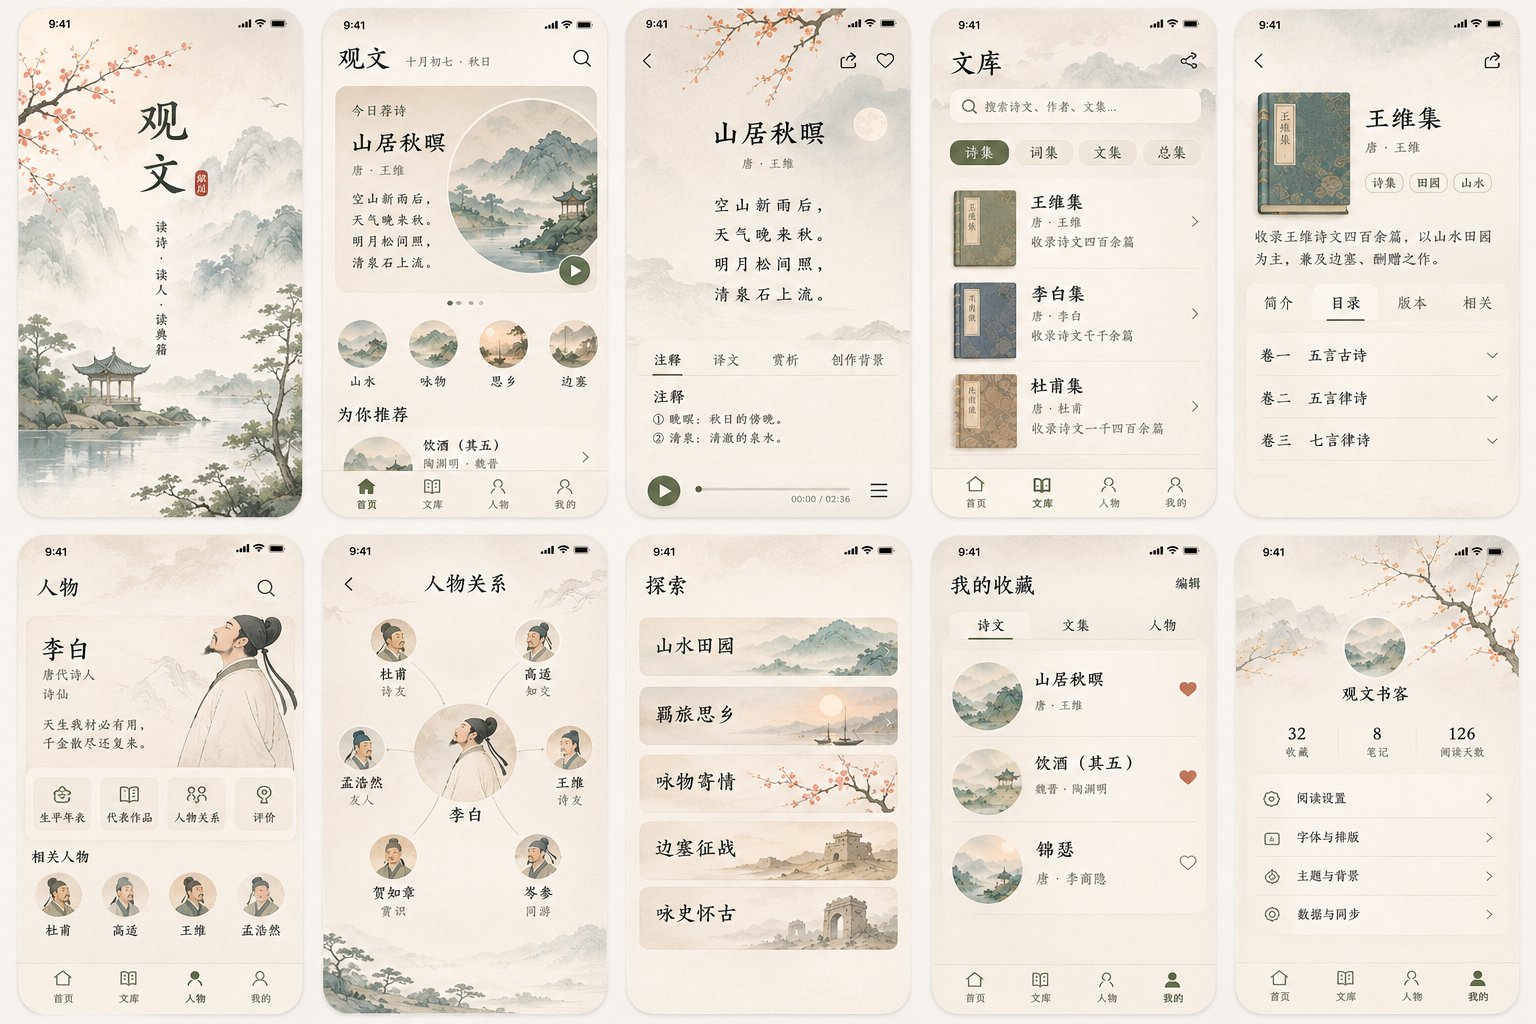 9:41
观文
读诗·读人·读典籍
9:41
观文
十月初七·秋日
今日荐诗
山居秋暝
唐·王维
空山新雨后，
天气晚来秋。
明月松间照，
清泉石上流。
山水
咏物
思乡
边塞
为你推荐
饮酒（其五）
陶渊明·魏晋
首页
文库
人物
我的
9:41
山居秋暝
唐·王维
空山新雨后，
天气晚来秋。
明月松间照，
清泉石上流。
注释
译文
赏析
创作背景
注释
① 晚暝：秋日的傍晚。
② 清泉：清澈的泉水。
00:00 / 02:36
9:41
文库
搜索诗文、作者、文集...
诗集
词集
文集
总集
王维集
唐·王维
收录诗文四百余篇
李白集
唐·李白
收录诗文千千余篇
杜甫集
唐·杜甫
收录诗文一千四百余篇
首页
文库
人物
我的
9:41
王维集
王维集
唐·王维
诗集
田园
山水
收录王维诗文四百余篇，以山水田园
为主，兼及边塞、酬赠之作。
简介
目录
版本
相关
卷一 五言古诗
卷二 五言律诗
卷三 七言律诗
9:41
人物
李白
唐代诗人
诗仙
天生我材必有用，
千金散尽还复来。
生平年表
代表作品
人物关系
评价
相关人物
杜甫
高适
王维
孟浩然
首页
文库
人物
我的
9:41
人物关系
杜甫
诗友
高适
知交
孟浩然
友人
王维
诗友
李白
贺知章
赏识
岑参
同游
9:41
探索
山水田园
羁旅思乡
咏物寄情
边塞征战
咏史怀古
9:41
我的收藏
编辑
诗文
文集
人物
山居秋暝
唐·王维
饮酒（其五）
魏晋·陶渊明
锦瑟
唐·李商隐
首页
文库
人物
我的
9:41
观文书客
32
收藏
8
笔记
126
阅读天数
阅读设置
字体与排版
主题与背景
数据与同步
首页
文库
人物
我的